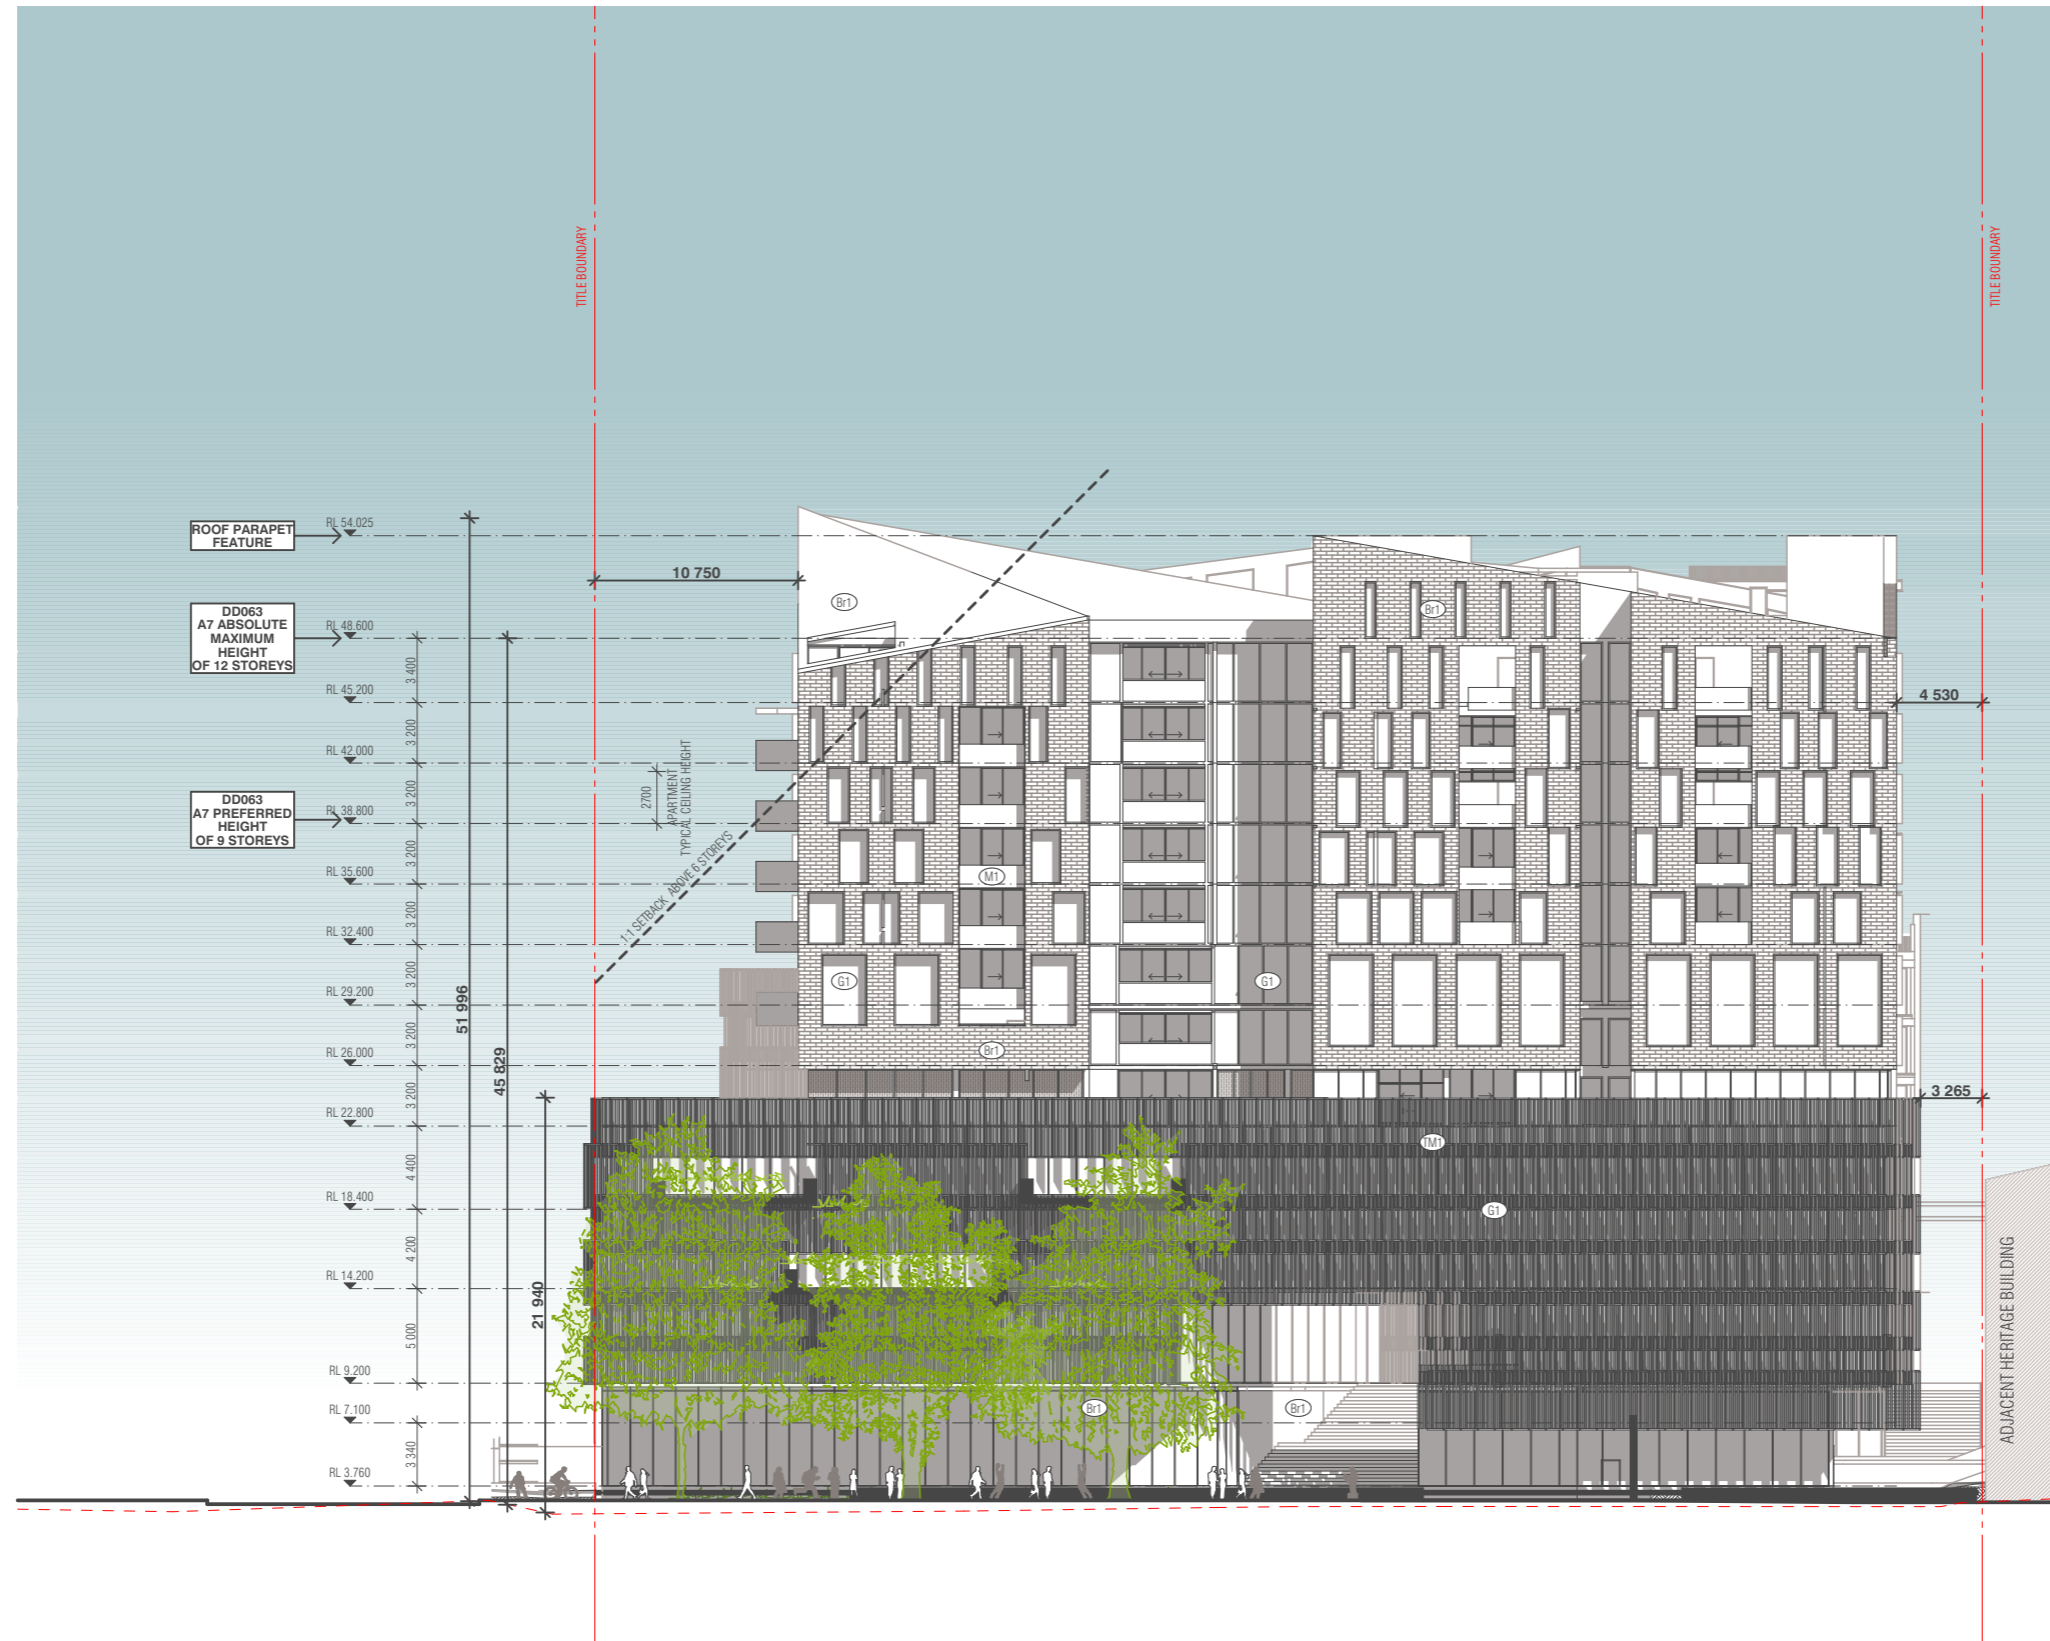 TITLE BOUNDARY
TITLE BOUNDARY
ROOF PARAPET
FEATURE
RL 54.025
10 750
DD063
A7 ABSOLUTE
MAXIMUM
HEIGHT
OF 12 STOREYS
RL 48.600
Br1
Br1
3 400
RL 45.200
4 530
3 200
RL 42.000
2700
APARTMENT
TYPICAL CEILING HEIGHT
3 200
DD063
A7 PREFERRED
HEIGHT
OF 9 STOREYS
RL 38.800
3 200
1:1 SETBACK ABOVE 6 STOREYS
RL 35.600
M1
3 200
RL 32.400
3 200
G1
G1
RL 29.200
51 996
3 200
RL 26.000
Br1
45 829
3 200
3 265
RL 22.800
TM1
4 400
RL 18.400
G1
4 200
RL 14.200
21 940
5 000
ADJACENT HERITAGE BUILDING
RL 9.200
RL 7.100
Br1
Br1
3 340
RL 3.760